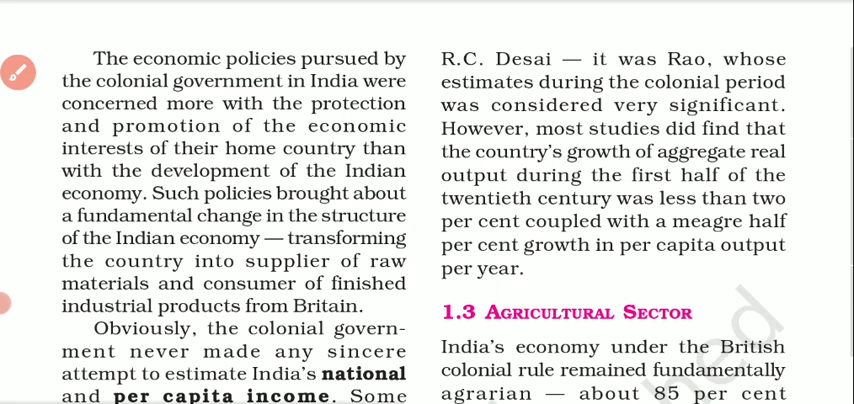 The economic policies pursued by
the colonial government in India were
concerned more with the protection
and promotion of the economic
interests of their home country than
with the development of the Indian
economy. Such policies brought about
a fundamental change in the structure
of the Indian economy — transforming
the country into supplier of raw
materials and consumer of finished
industrial products from Britain.
Obviously, the colonial govern-
ment never made any sincere
attempt to estimate India's national
and per capita income. Some
R.C. Desai — it was Rao, whose
estimates during the colonial period
was considered very significant.
However, most studies did find that
the country's growth of aggregate real
output during the first half of the
twentieth century was less than two
per cent coupled with a meagre half
per cent growth in per capita output
per year.
1.3 AGRICULTURAL SECTOR
India's economy under the British
colonial rule remained fundamentally
agrarian — about 85 per cent